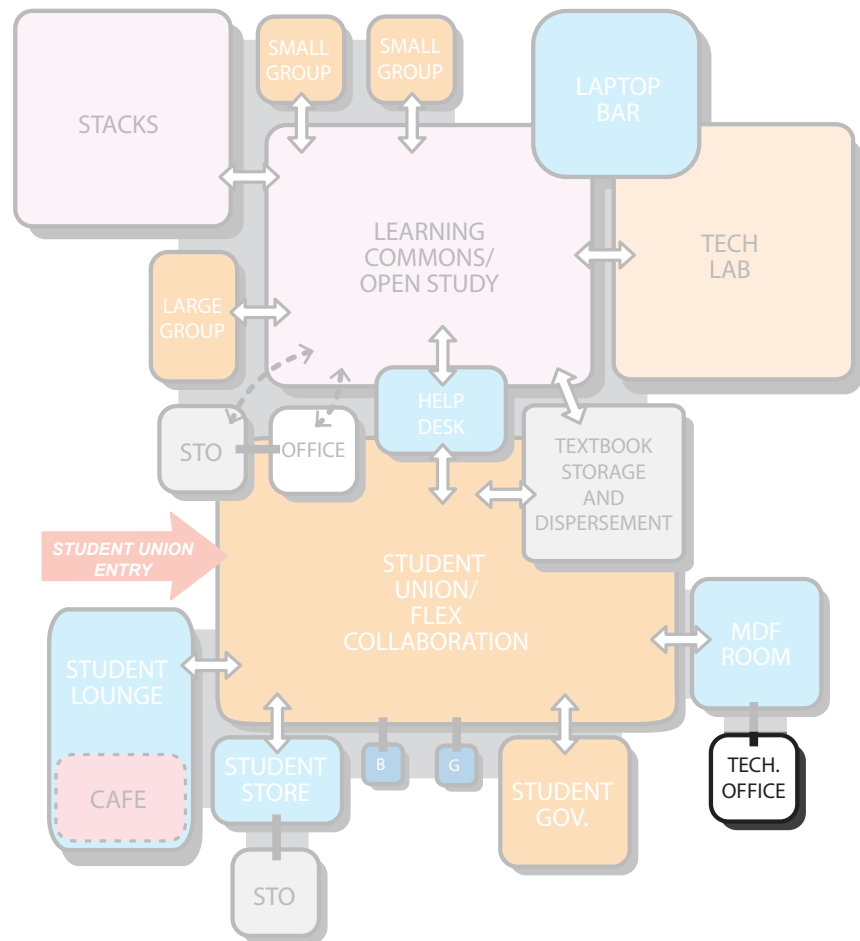 SMALL
GROUP
SMALL
GROUP
LAPTOP
BAR
STACKS
LEARNING
COMMONS/
OPEN STUDY
TECH
LAB
LARGE
GROUP
HELP
DESK
STO
OFFICE
TEXTBOOK
STORAGE
AND
DISPERSEMENT
STUDENT UNION
ENTRY
STUDENT
UNION/
FLEX
COLLABORATION
MDF
ROOM
STUDENT
LOUNGE
CAFE
STUDENT
STORE
B
G
STUDENT
GOV.
TECH.
OFFICE
STO